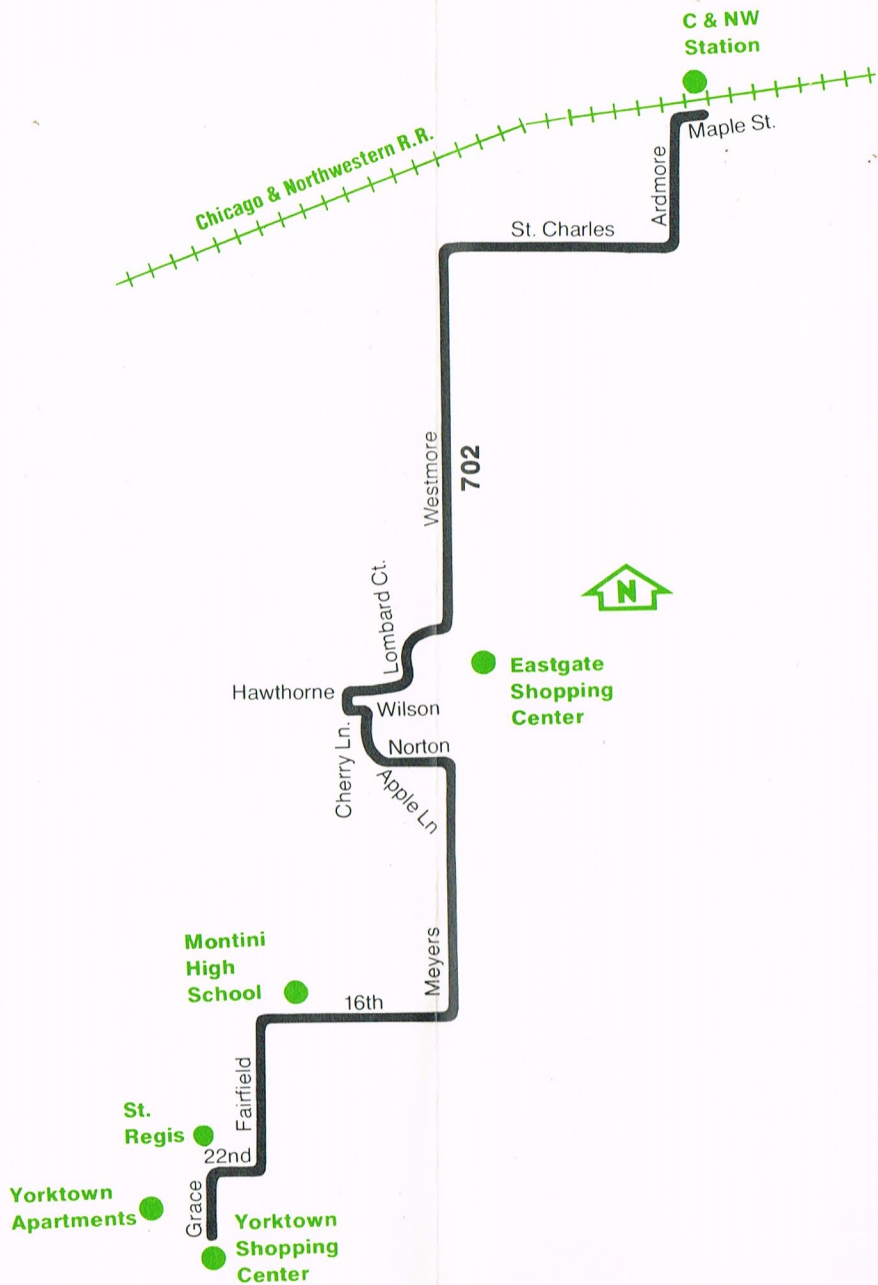 C & NW
Station
Chicago & Northwestern R.R.
Maple St.
Ardmore
St. Charles
Westmore
702
Lombard Ct.
N
Eastgate
Shopping
Center
Hawthorne
Wilson
Cherry Ln.
Norton
Apple Ln
Meyers
Montini
High
School
16th
Fairfield
St.
Regis
22nd
Grace
Yorktown
Apartments
Yorktown
Shopping
Center